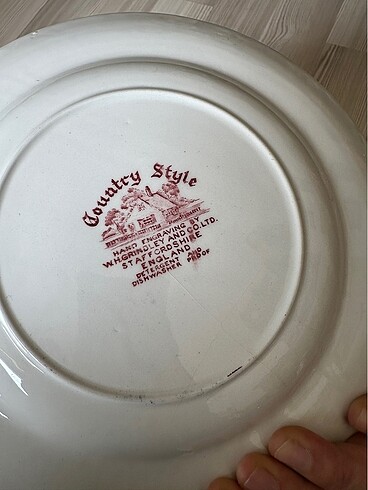 Country Style
HAND ENGRAVING BY
W.H.GRINDLEY AND CO.LTD.
STAFFORDSHIRE
ENGLAND
DETERGENT AND
DISHWASHER PROOF